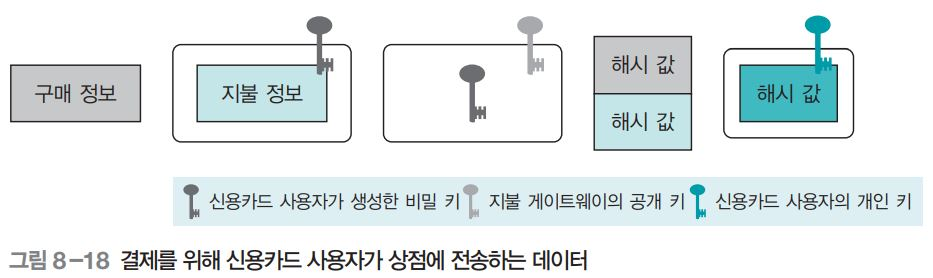 구매 정보
지불 정보
해시 값
해시 값
해시 값
신용카드 사용자가 생성한 비밀 키 지불 게이트웨이의 공개 키 신용카드 사용자의 개인 키
그림 8-18 결제를 위해 신용카드 사용자가 상점에 전송하는 데이터